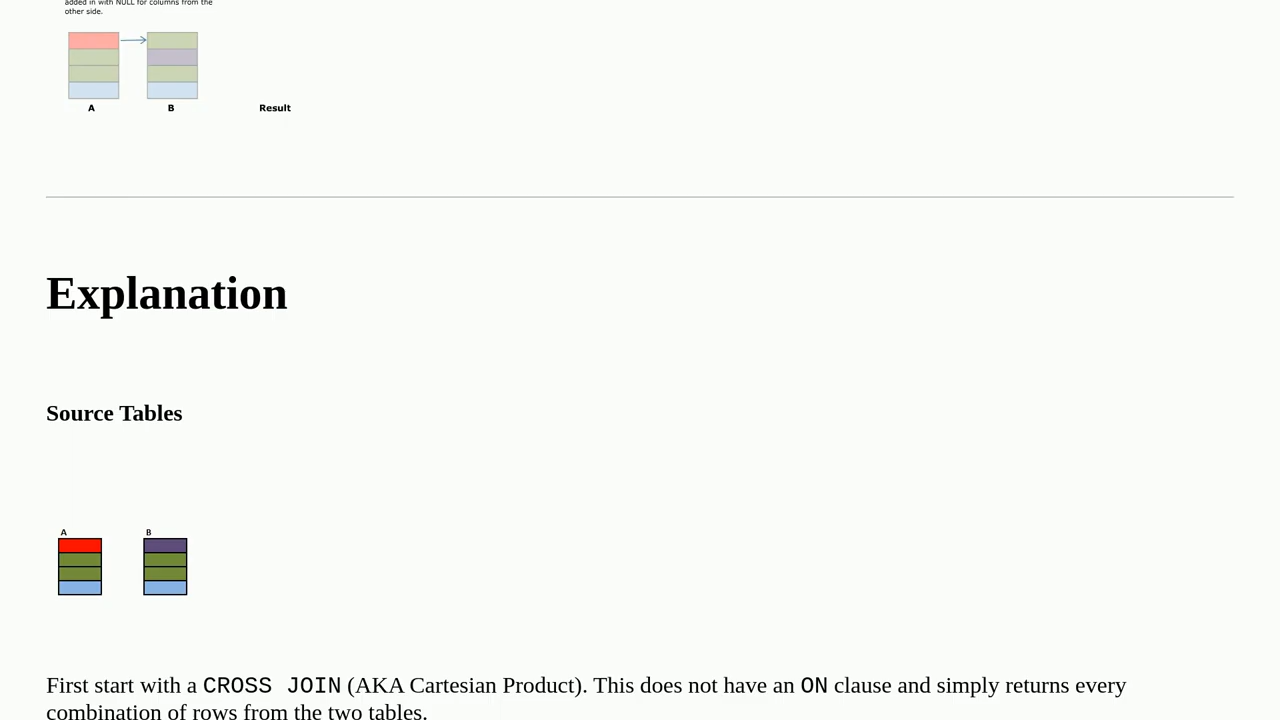 added in with NULL for columns from the
other side.
A B Result
Explanation
Source Tables
A B
First start with a CROSS JOIN (AKA Cartesian Product). This does not have an ON clause and simply returns every
combination of rows from the two tables.